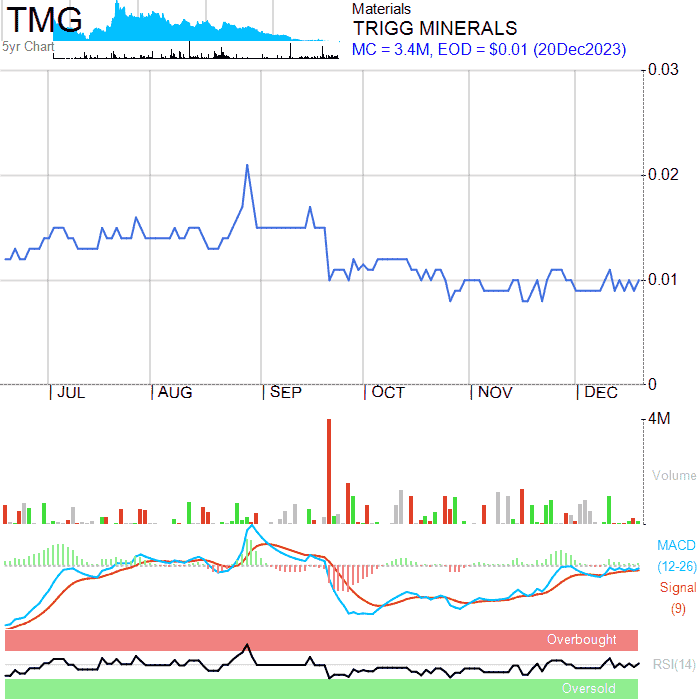 TMG
5yr Chart
Materials
TRIGG MINERALS
MC = 3.4M, EOD = $0.01 (20Dec2023)
0.03
0.02
0.01
0
JUL AUG SEP OCT NOV DEC
4M
Volume
MACD
(12-26)
Signal
(9)
Overbought
RSI(14)
Oversold